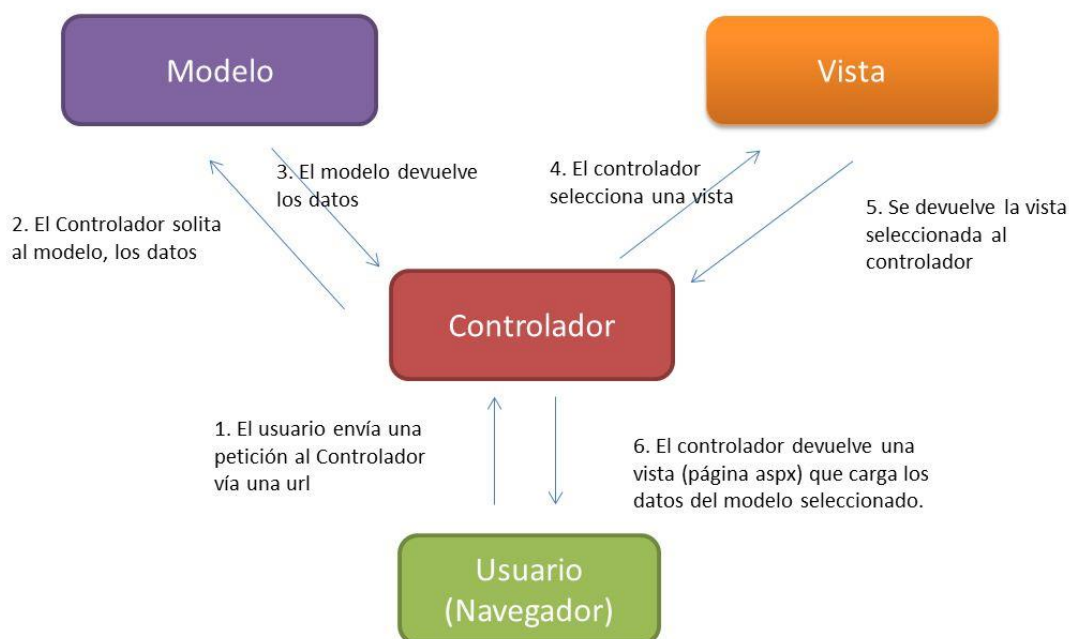 Modelo
Vista
3. El modelo devuelve
los datos
4. El controlador
selecciona una vista
2. El Controlador solita
al modelo, los datos
5. Se devuelve la vista
seleccionada al
controlador
Controlador
1. El usuario envía una
petición al Controlador
vía una url
6. El controlador devuelve una
vista (página aspx) que carga los
datos del modelo seleccionado.
Usuario
(Navegador)